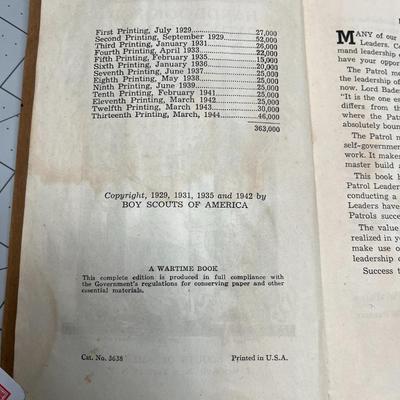 First Printing, July 1929 27,000
Second Printing, September 1929 52,000
Third Printing, January 1931 26,000
Fourth Printing, April 1933 22,000
Fifth Printing, February 1935 15,000
Sixth Printing, January 1936 20,000
Seventh Printing, June 1937 25,000
Eighth Printing, May 1938 25,000
Ninth Printing, June 1939 25,000
Tenth Printing, February 1941 25,000
Eleventh Printing, March 1942 25,000
Twelfth Printing, March 1943 30,000
Thirteenth Printing, March, 1944 46,000
363,000
Copyright, 1929, 1931, 1935 and 1942 by
BOY SCOUTS OF AMERICA
A WARTIME BOOK
This complete edition is produced in full compliance with
the Government's regulations for conserving paper and other
essential materials.
Cat. No. 3638 Printed in U.S.A.
MANY of our
Leaders.
mand leadership
have your opport
The Patrol
the leadership of
now. Lord Bade
"It is the one es
differs from th
where the Pat
absolutely boun
The Patrol m
self-government
work. It makes
master build a
This book
Patrol Leader
conducting a
Leaders have
Patrols succ
The value
realized in yo
make use o
leadership o
Success t